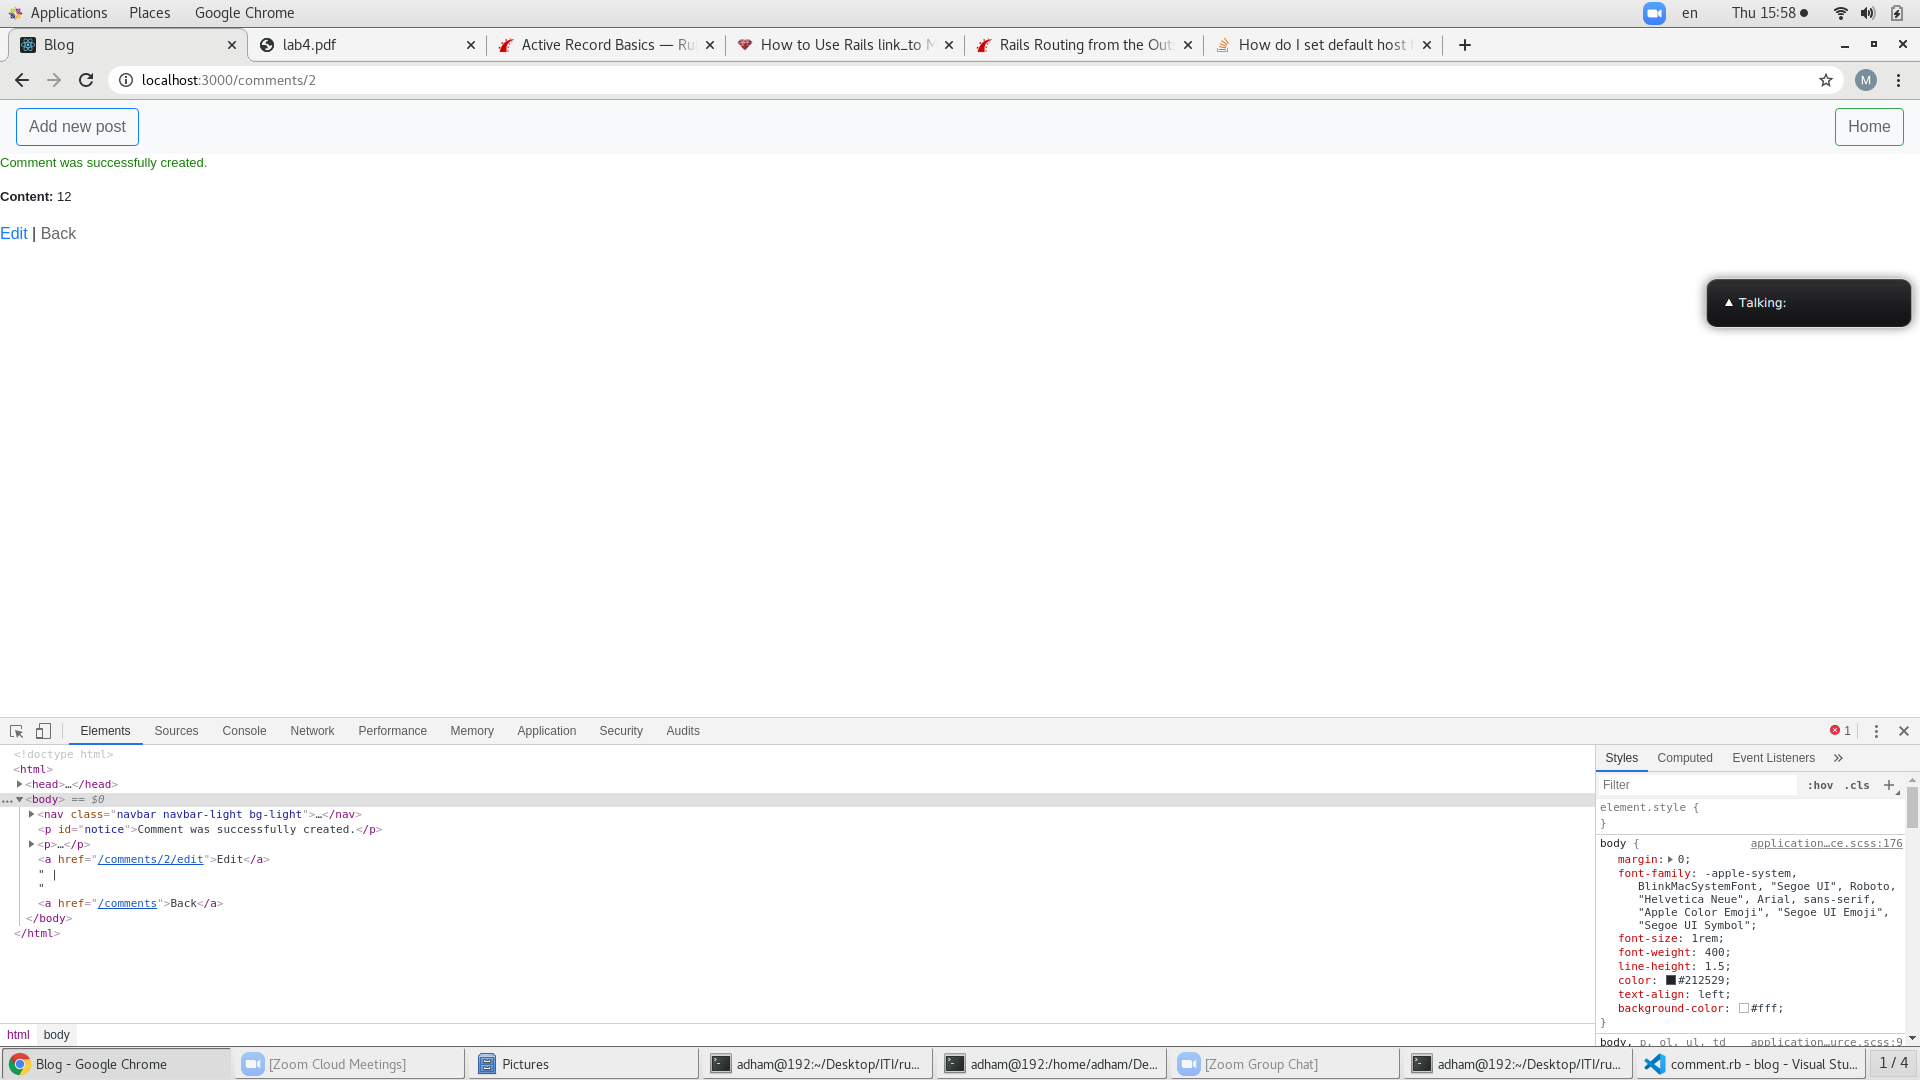 Applications Places Google Chrome en Thu 15:58
Blog lab4.pdf Active Record Basics — Ru How to Use Rails link_to Rails Routing from the Out How do I set default host
localhost:3000/comments/2 M
Add new post Home
Comment was successfully created.
Content: 12
Edit | Back
Talking:
Elements Sources Console Network Performance Memory Application Security Audits 1
<!doctype html>
<html>
<head>…</head>
<body> == $0
<nav class="navbar navbar-light bg-light">…</nav>
<p id="notice">Comment was successfully created.</p>
<p>…</p>
<a href="/comments/2/edit">Edit</a>
" |
"
<a href="/comments">Back</a>
</body>
</html>
html body
Styles Computed Event Listeners »
Filter :hov .cls +
element.style {
}
body { application…ce.scss:176
margin: 0;
font-family: -apple-system,
BlinkMacSystemFont, "Segoe UI", Roboto,
"Helvetica Neue", Arial, sans-serif,
"Apple Color Emoji", "Segoe UI Emoji",
"Segoe UI Symbol";
font-size: 1rem;
font-weight: 400;
line-height: 1.5;
color: #212529;
text-align: left;
background-color: #fff;
}
body, p, ol, ul, td application…urce.scss:9
Blog - Google Chrome [Zoom Cloud Meetings] Pictures adham@192:~/Desktop/ITI/ru... adham@192:/home/adham/De... [Zoom Group Chat] adham@192:~/Desktop/ITI/ru... comment.rb - blog - Visual Stu... 1 / 4